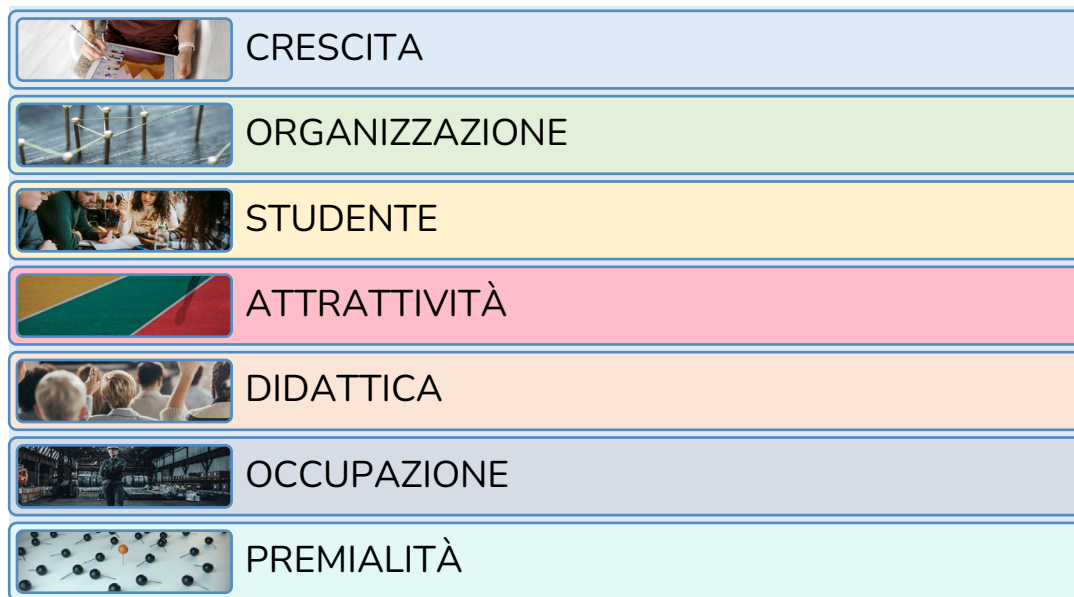 CRESCITA
ORGANIZZAZIONE
STUDENTE
ATTRATTIVITÀ
DIDATTICA
OCCUPAZIONE
PREMIALITÀ